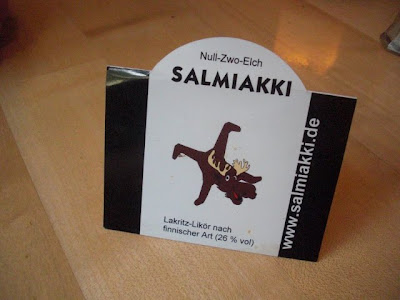 Null-Zwo-Elch
SALMIAKKI
Lakritz-Likör nach
finnischer Art (26 % vol)
www.salmiakki.de